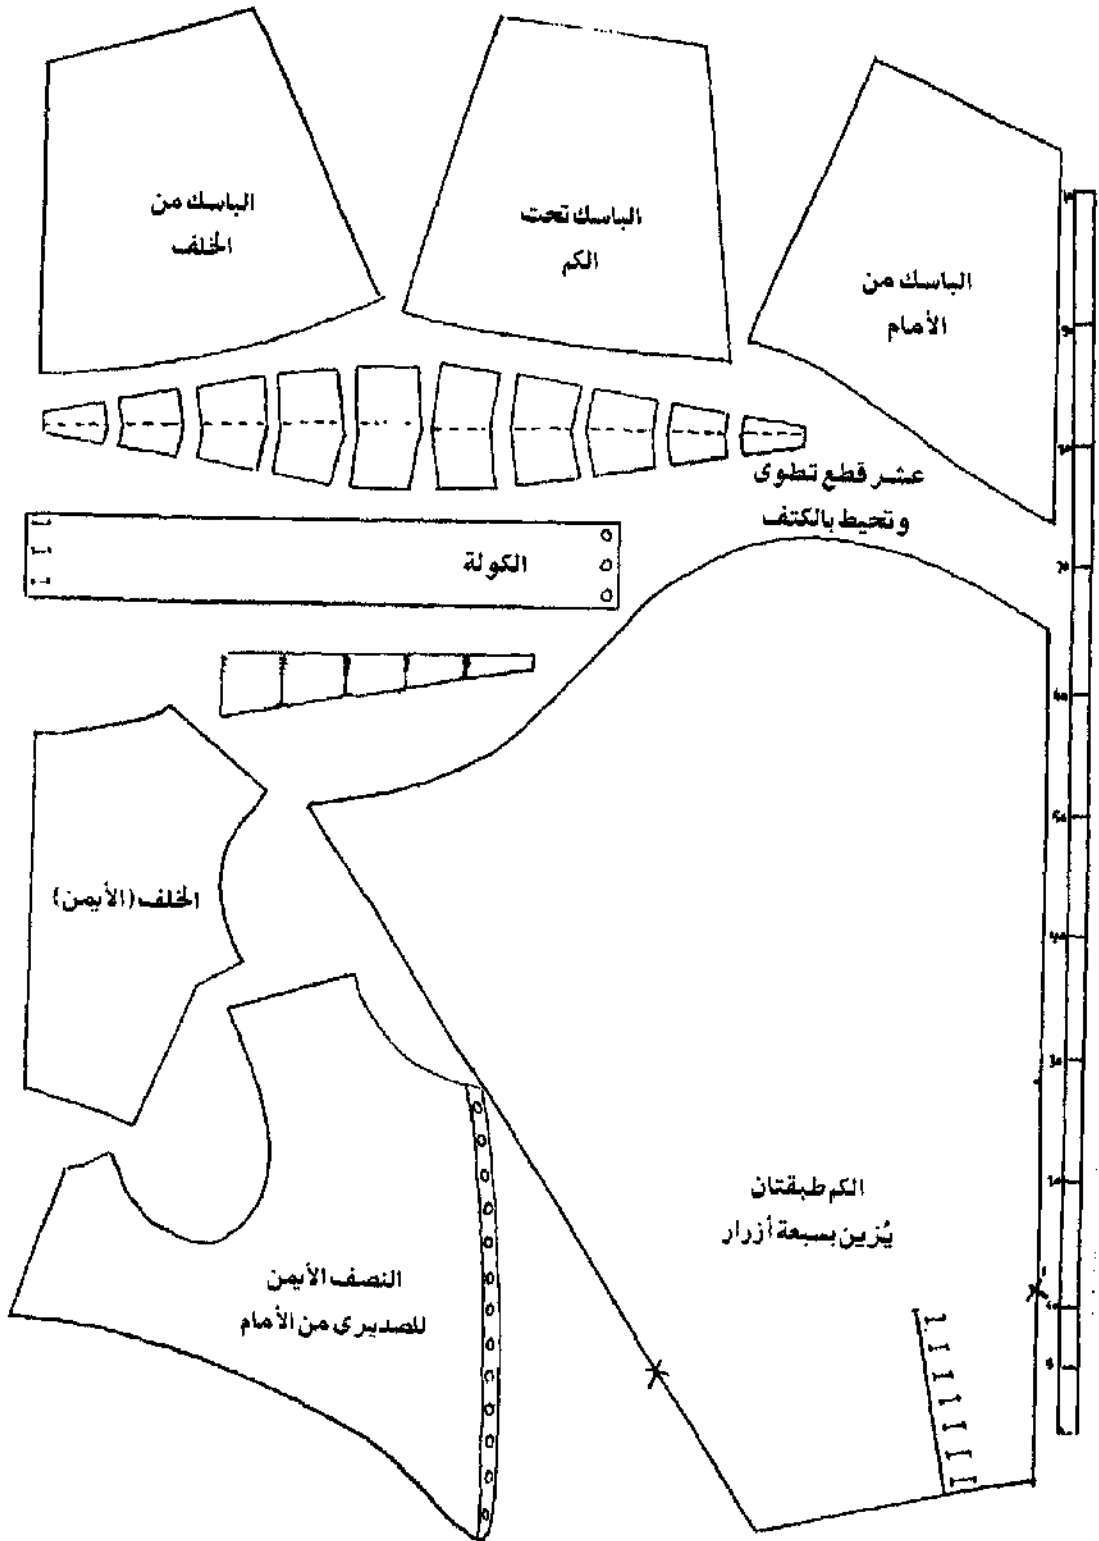 الباسك من
الخلف
الباسك تحت
الكم
الباسك من
الأمام
عشر قطع تطوى
وتحيط بالكتف
الكولة
الخلف (الأيمن)
الكم طبقتان
يُزين بسبعة أزرار
النصف الأيمن
للصديرى من الأمام